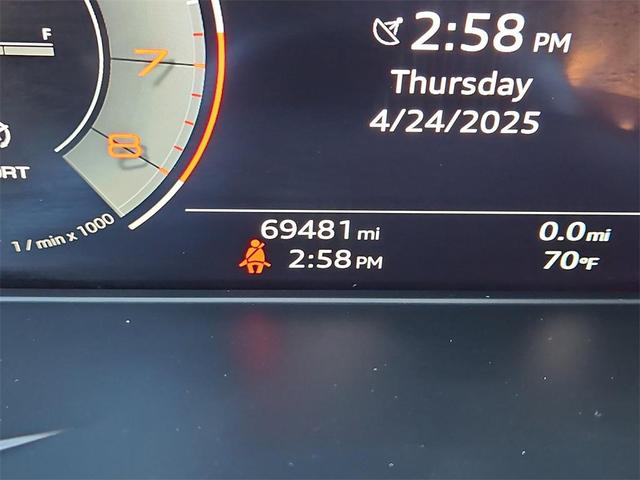 F
7
8
1 / min x 1000
2:58 PM
Thursday
4/24/2025
69481 mi
0.0 mi
2:58 PM
70°F